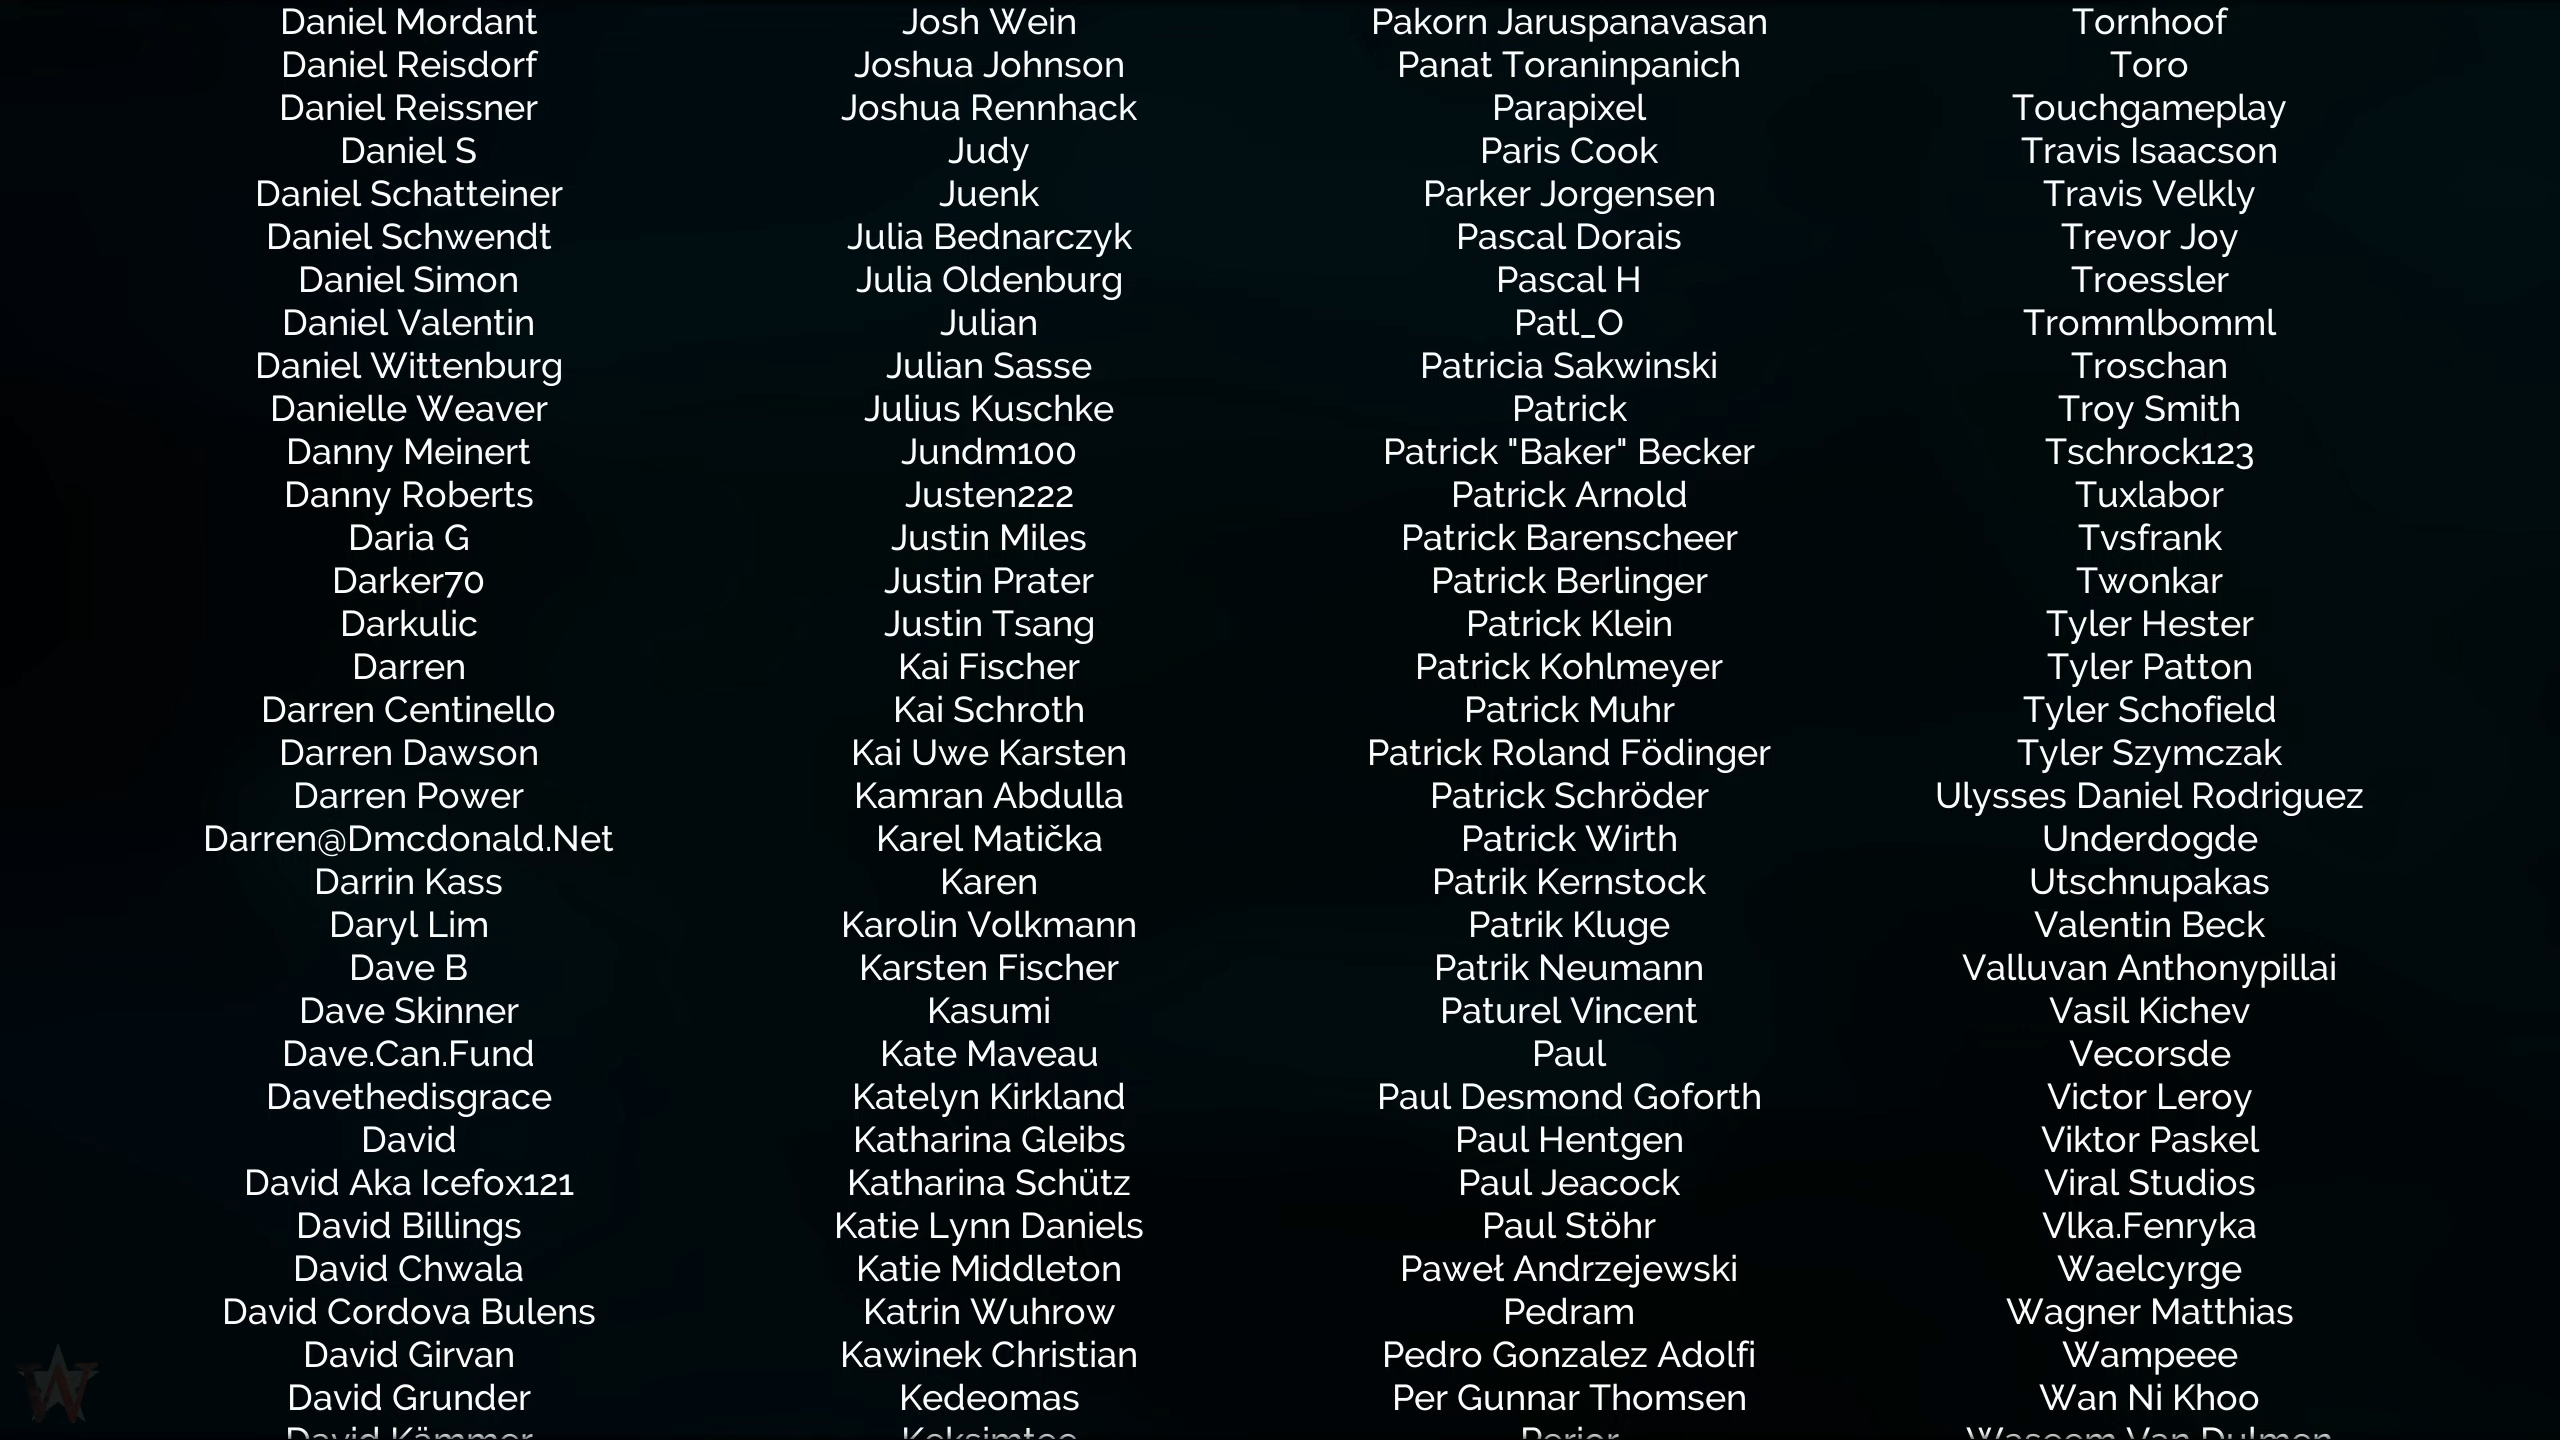 Daniel Mordant
Daniel Reisdorf
Daniel Reissner
Daniel S
Daniel Schatteiner
Daniel Schwendt
Daniel Simon
Daniel Valentin
Daniel Wittenburg
Danielle Weaver
Danny Meinert
Danny Roberts
Daria G
Darker70
Darkulic
Darren
Darren Centinello
Darren Dawson
Darren Power
Darren@Dmcdonald.Net
Darrin Kass
Daryl Lim
Dave B
Dave Skinner
Dave.Can.Fund
Davethedisgrace
David
David Aka Icefox121
David Billings
David Chwala
David Cordova Bulens
David Girvan
David Grunder
David Kämmer
Josh Wein
Joshua Johnson
Joshua Rennhack
Judy
Juenk
Julia Bednarczyk
Julia Oldenburg
Julian
Julian Sasse
Julius Kuschke
Jundm100
Justen222
Justin Miles
Justin Prater
Justin Tsang
Kai Fischer
Kai Schroth
Kai Uwe Karsten
Kamran Abdulla
Karel Matička
Karen
Karolin Volkmann
Karsten Fischer
Kasumi
Kate Maveau
Katelyn Kirkland
Katharina Gleibs
Katharina Schütz
Katie Lynn Daniels
Katie Middleton
Katrin Wuhrow
Kawinek Christian
Kedeomas
Pakorn Jaruspanavasan
Panat Toraninpanich
Parapixel
Paris Cook
Parker Jorgensen
Pascal Dorais
Pascal H
Patl_O
Patricia Sakwinski
Patrick
Patrick "Baker" Becker
Patrick Arnold
Patrick Barenscheer
Patrick Berlinger
Patrick Klein
Patrick Kohlmeyer
Patrick Muhr
Patrick Roland Födinger
Patrick Schröder
Patrick Wirth
Patrik Kernstock
Patrik Kluge
Patrik Neumann
Paturel Vincent
Paul
Paul Desmond Goforth
Paul Hentgen
Paul Jeacock
Paul Stöhr
Paweł Andrzejewski
Pedram
Pedro Gonzalez Adolfi
Per Gunnar Thomsen
Tornhoof
Toro
Touchgameplay
Travis Isaacson
Travis Velkly
Trevor Joy
Troessler
Trommlbomml
Troschan
Troy Smith
Tschrock123
Tuxlabor
Tvsfrank
Twonkar
Tyler Hester
Tyler Patton
Tyler Schofield
Tyler Szymczak
Ulysses Daniel Rodriguez
Underdogde
Utschnupakas
Valentin Beck
Valluvan Anthonypillai
Vasil Kichev
Vecorsde
Victor Leroy
Viktor Paskel
Viral Studios
Vlka.Fenryka
Waelcyrge
Wagner Matthias
Wampeee
Wan Ni Khoo